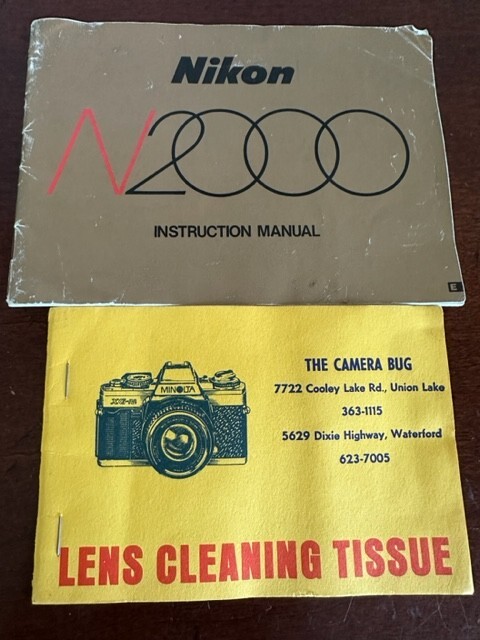 Nikon
N2000
INSTRUCTION MANUAL
E
THE CAMERA BUG
7722 Cooley Lake Rd., Union Lake
363-1115
5629 Dixie Highway, Waterford
623-7005
MINOLTA
LENS CLEANING TISSUE